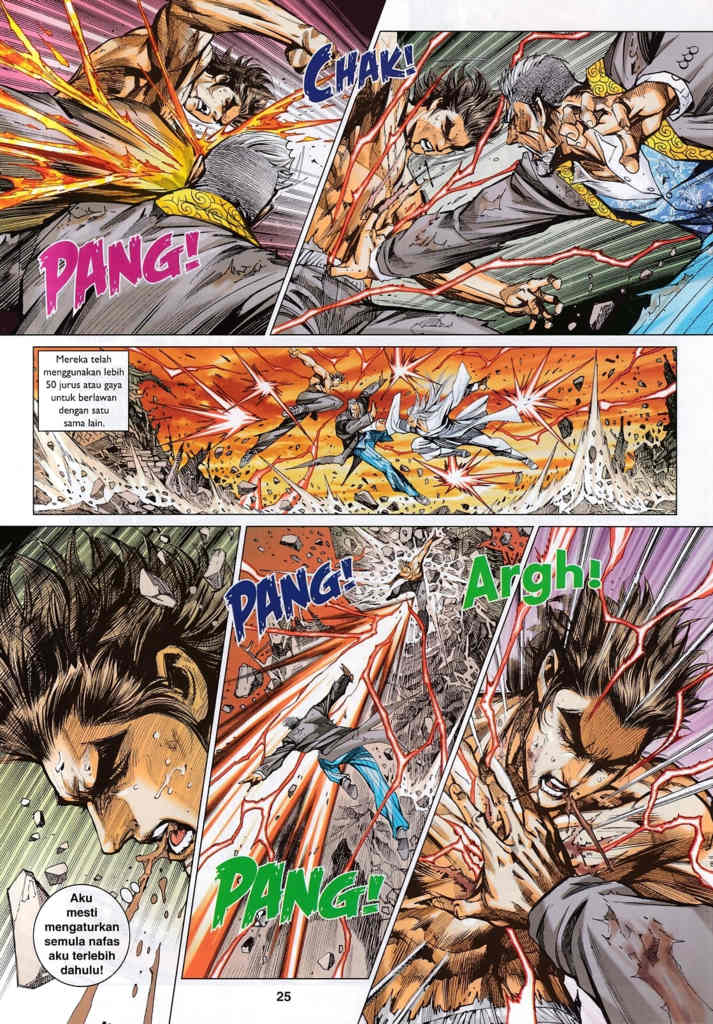 CHAK!
PANG!
Mereka telah
menggunakan lebih
50 jurus atau gaya
untuk berlawan
dengan satu
sama lain.
PANG!
Argh!
PANG!
Aku
mesti
mengaturkan
semula nafas
aku terlebih
dahulu!
25